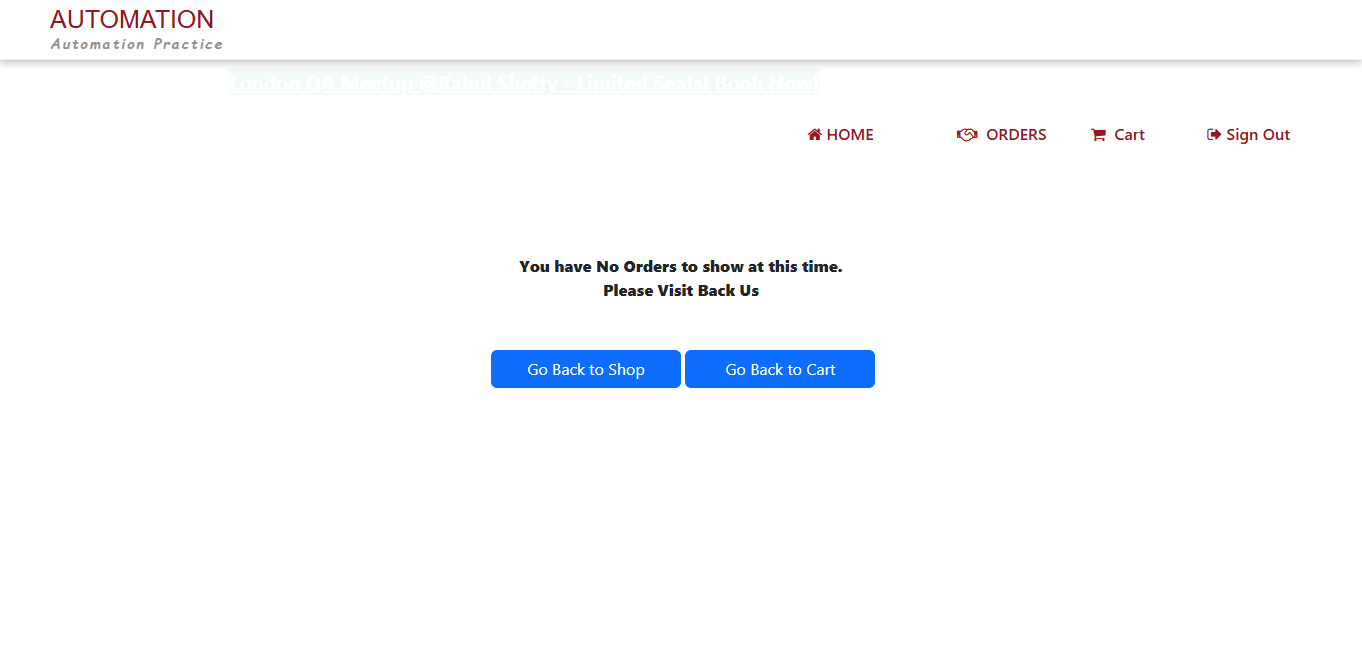 AUTOMATION
Automation Practice
London QA Meetup @Rahul Shetty - Limited Seats! Book Now!
HOME ORDERS Cart Sign Out
You have No Orders to show at this time.
Please Visit Back Us
Go Back to Shop Go Back to Cart